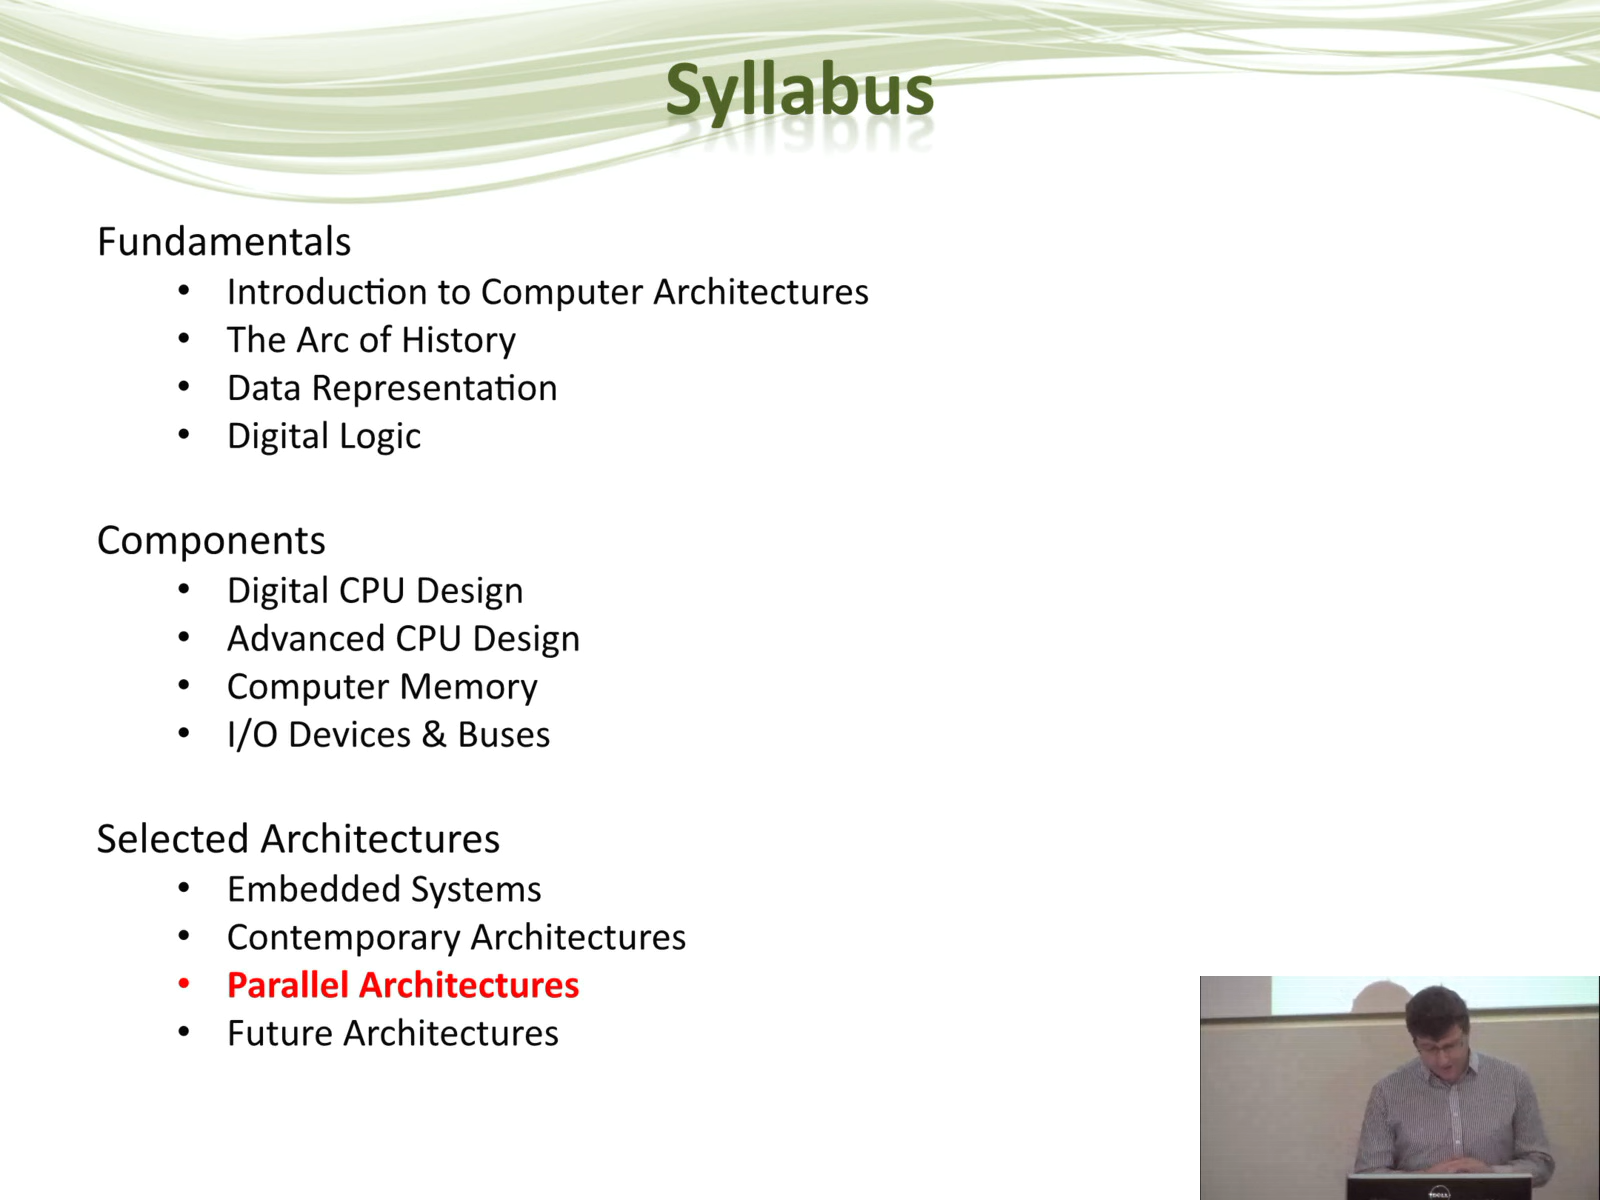 Syllabus
Fundamentals
• Introduction to Computer Architectures
• The Arc of History
• Data Representation
• Digital Logic
Components
• Digital CPU Design
• Advanced CPU Design
• Computer Memory
• I/O Devices & Buses
Selected Architectures
• Embedded Systems
• Contemporary Architectures
• Parallel Architectures
• Future Architectures
DELL